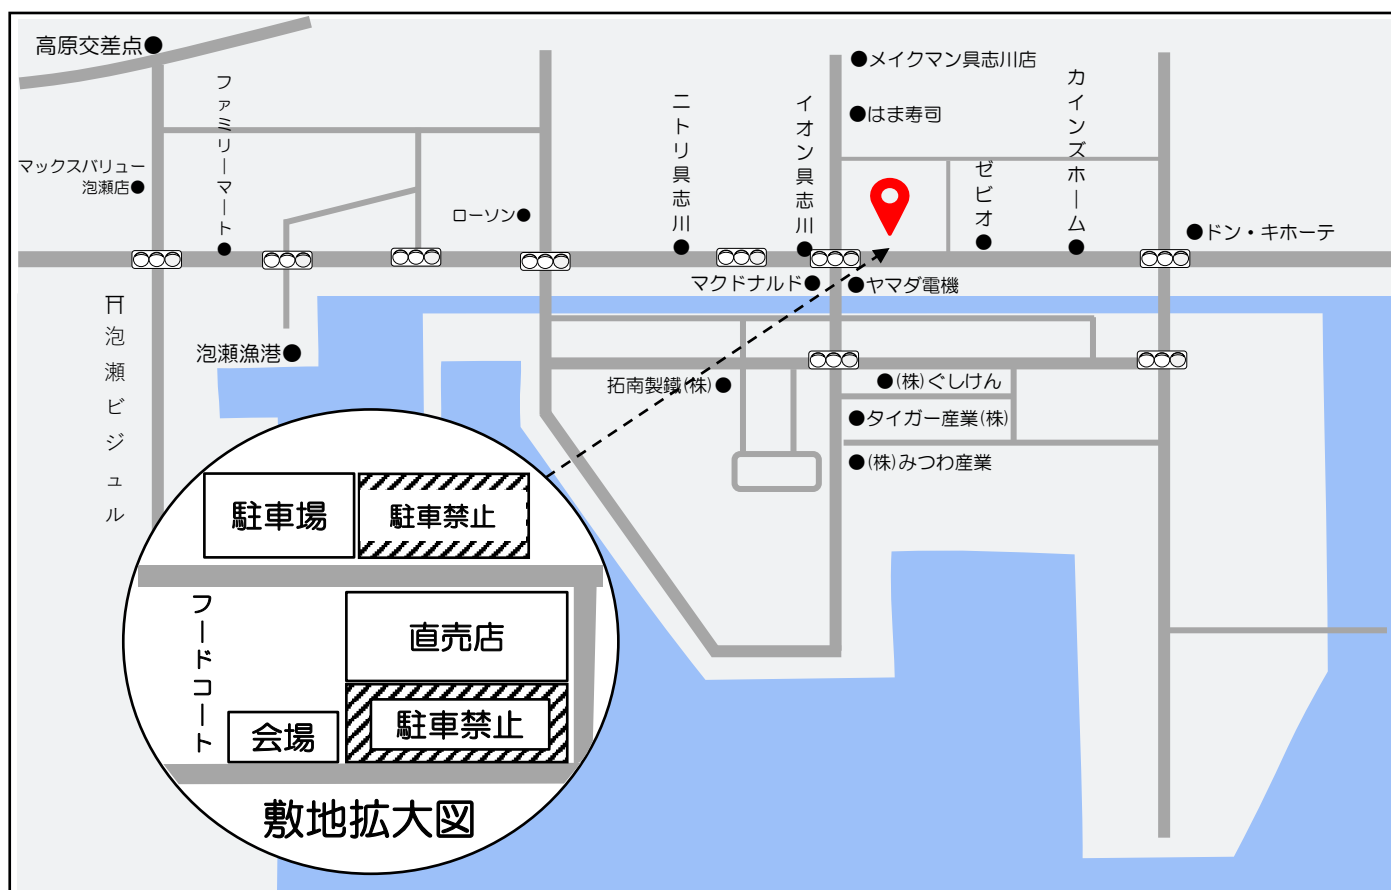 高原交差点
メイクマン具志川店
カインズホーム
ファミリーマート
ニトリ具志川
イオン具志川
はま寿司
マックスバリュー
泡瀬店
ゼビオ
ローソン
ドン・キホーテ
マクドナルド
ヤマダ電機
泡瀬ビジュル
泡瀬漁港
拓南製鐵(株)
(株)ぐしけん
タイガー産業(株)
(株)みつわ産業
駐車場
駐車禁止
フードコート
直売店
会場
駐車禁止
敷地拡大図